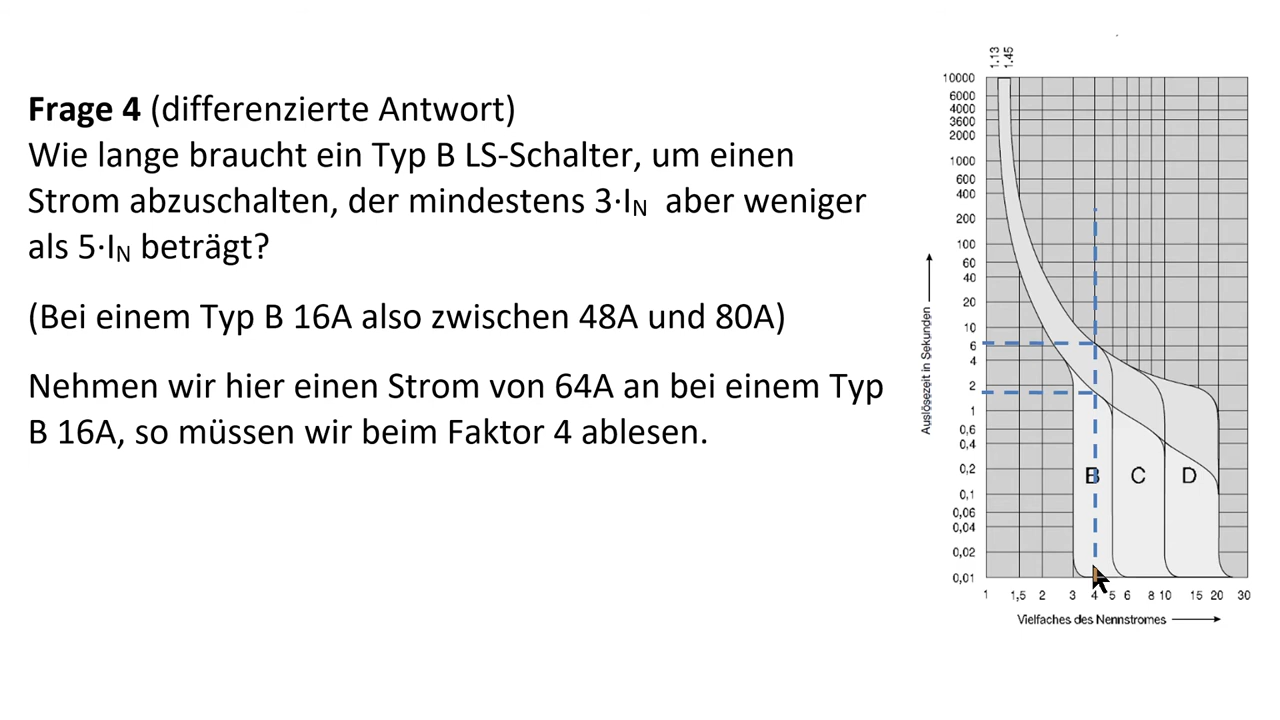 Frage 4 (differenzierte Antwort)
Wie lange braucht ein Typ B LS-Schalter, um einen
Strom abzuschalten, der mindestens 3·IN aber weniger
als 5·IN beträgt?
(Bei einem Typ B 16A also zwischen 48A und 80A)
Nehmen wir hier einen Strom von 64A an bei einem Typ
B 16A, so müssen wir beim Faktor 4 ablesen.
1.13
1.45
10000
6000
4000
3600
2000
1000
600
400
200
100
60
40
20
10
6
4
2
1
0,6
0,4
0,2
0,1
0,06
0,04
0,02
0,01
Auslösezeit in Sekunden
B C D
1 1,5 2 3 4 5 6 8 10 15 20 30
Vielfaches des Nennstromes